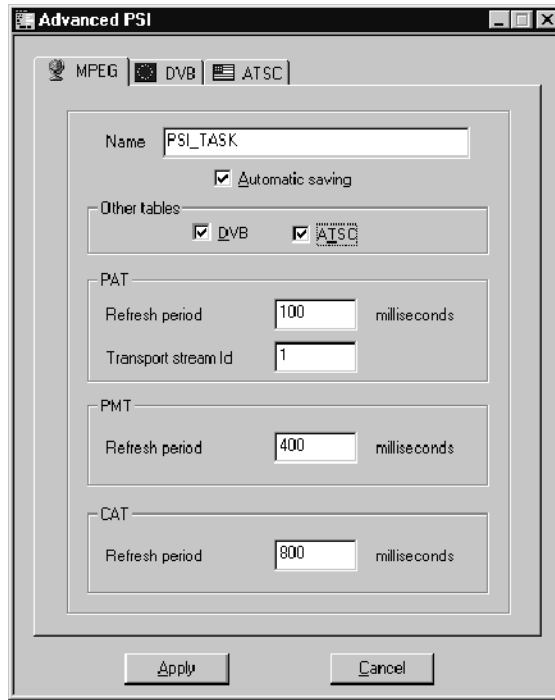 Advanced PSI
MPEG DVB ATSC
Name PSI_TASK
Automatic saving
Other tables
DVB ATSC
PAT
Refresh period 100 milliseconds
Transport stream Id 1
PMT
Refresh period 400 milliseconds
CAT
Refresh period 800 milliseconds
Apply Cancel